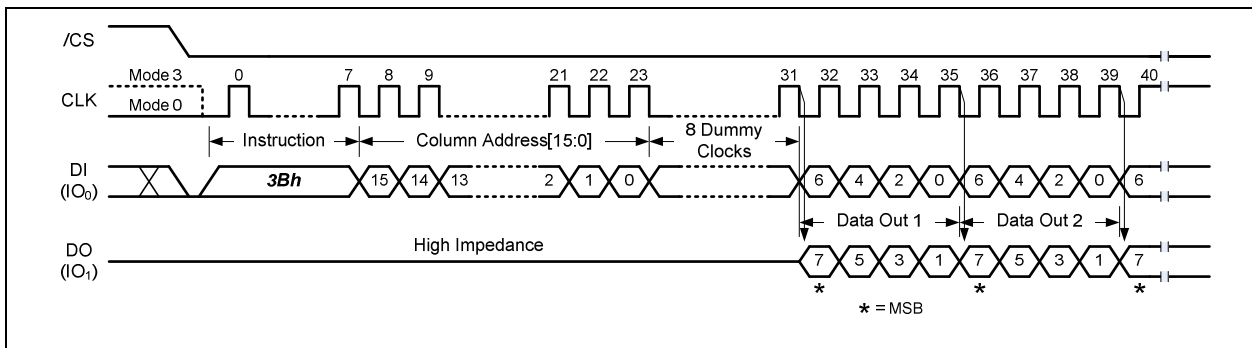 /CS
Mode 3 0 7 8 9 21 22 23 31 32 33 34 35 36 37 38 39 40
CLK
Mode 0
Instruction Column Address[15:0] 8 Dummy
Clocks
DI
(IO0) 3Bh 15 14 13 2 1 0 6 4 2 0 6 4 2 0 6
Data Out 1 Data Out 2
DO
(IO1) High Impedance 7 5 3 1 7 5 3 1 7
* * *
* = MSB